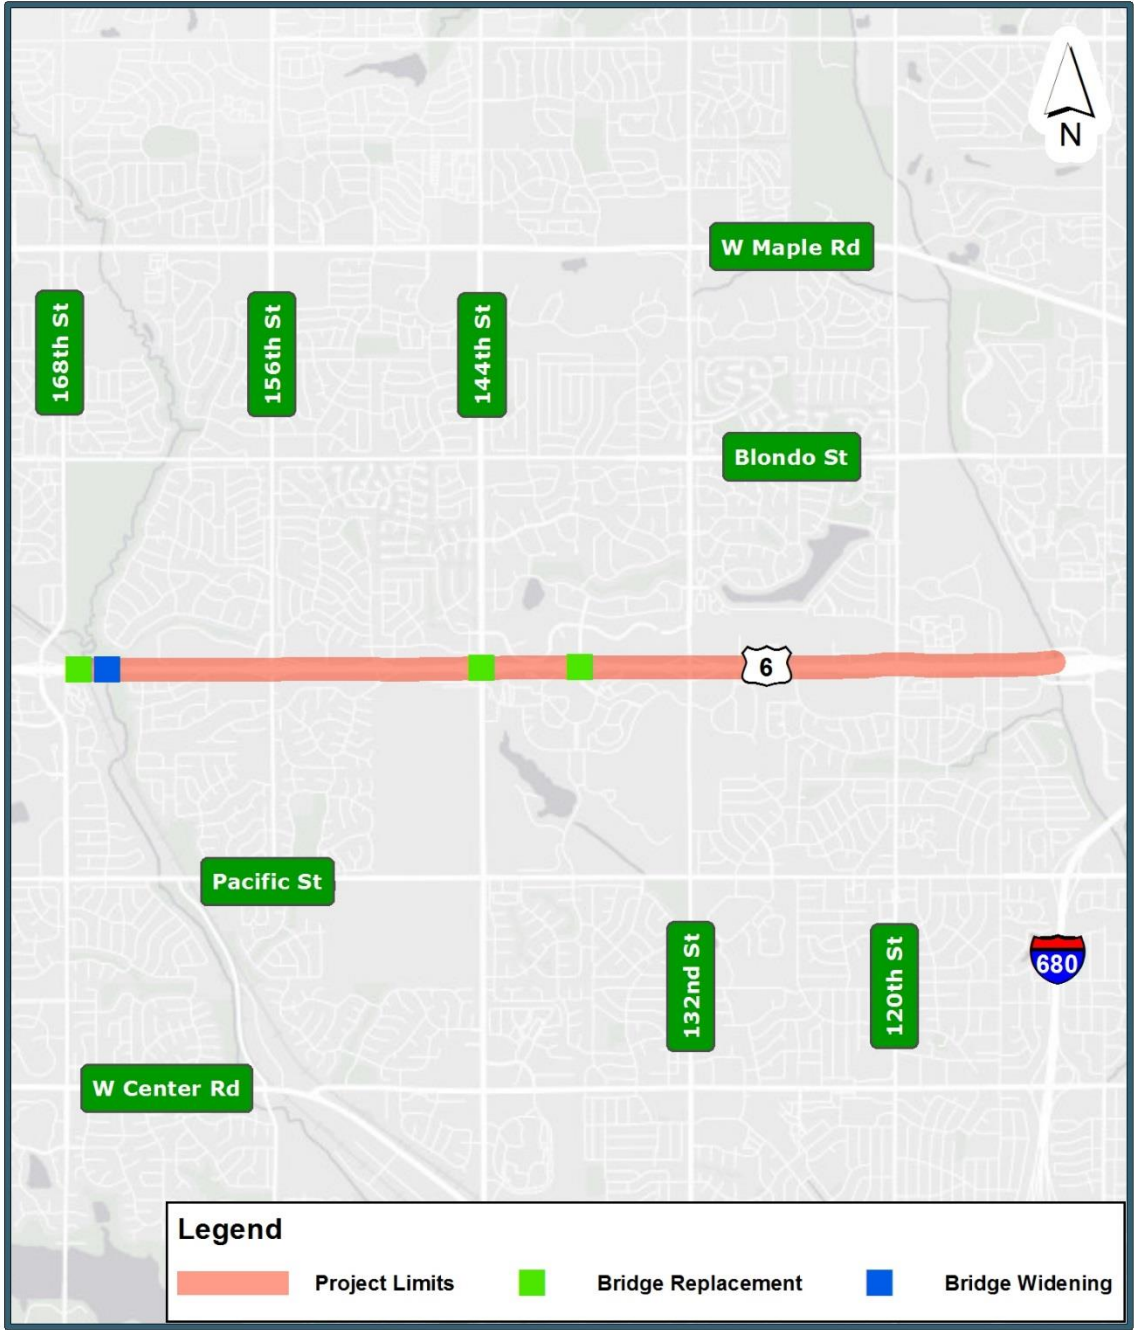 N
W Maple Rd
168th St
156th St
144th St
Blondo St
6
Pacific St
132nd St
120th St
680
W Center Rd
Legend
Project Limits
Bridge Replacement
Bridge Widening